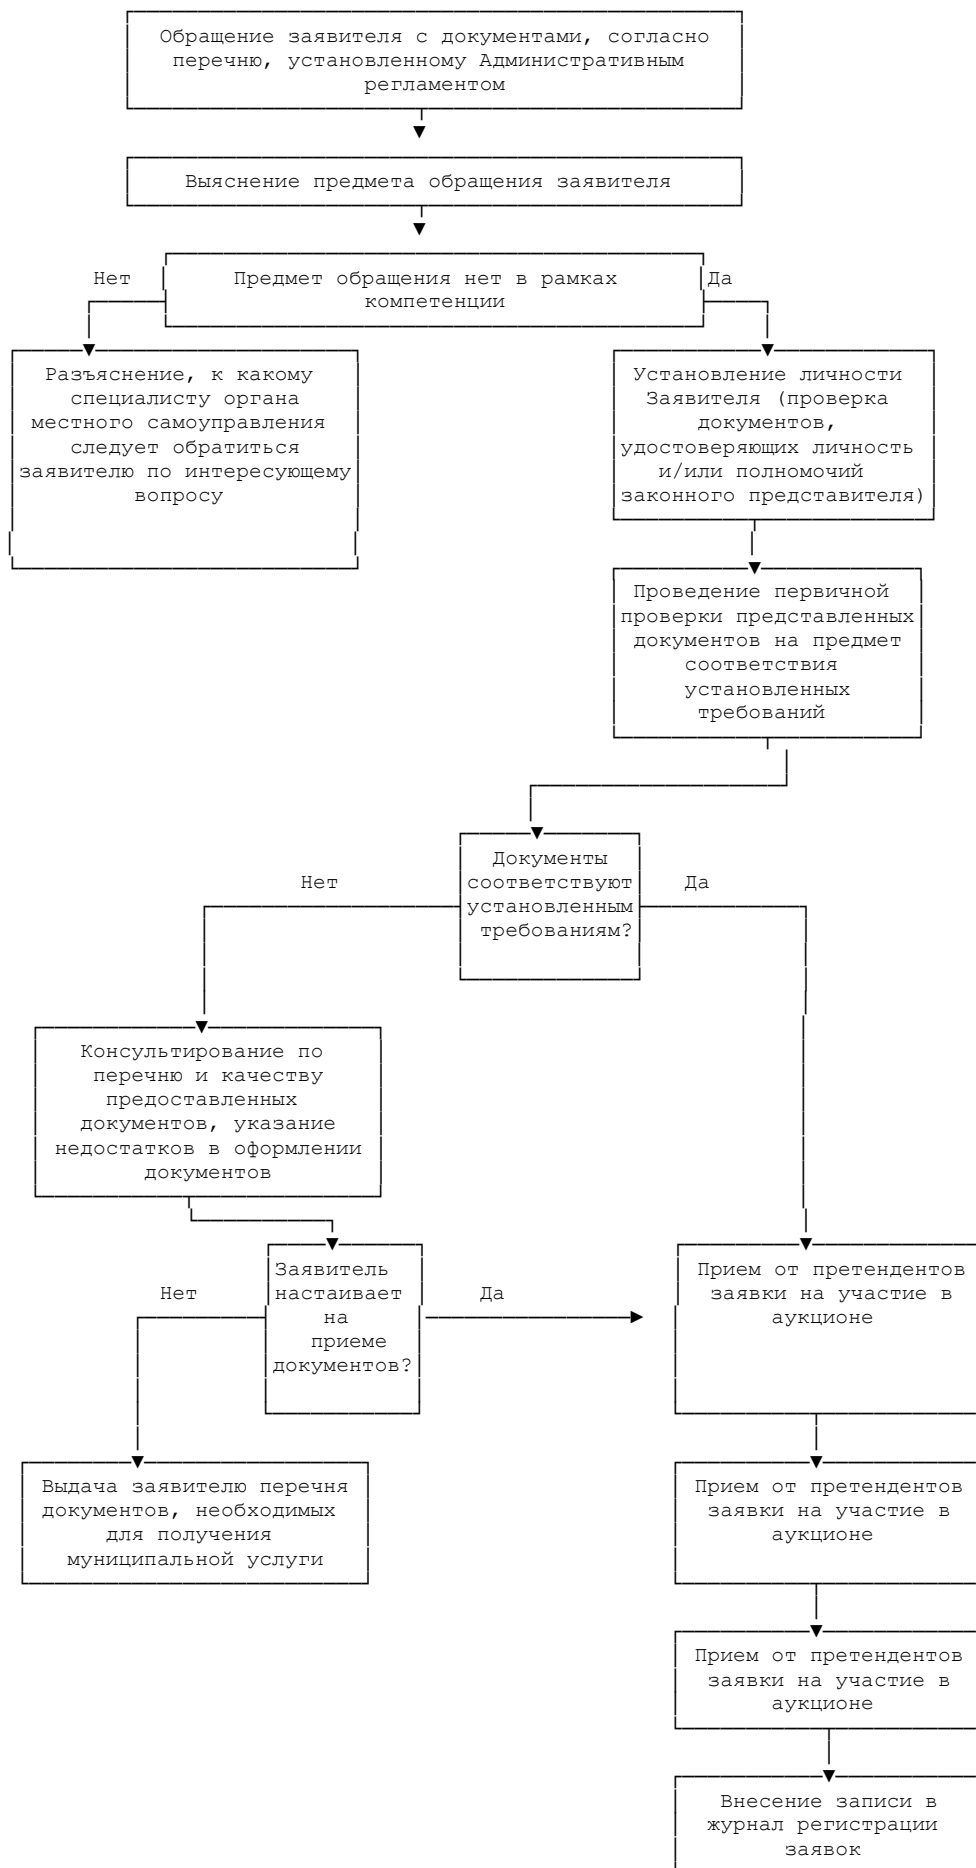 Обращение заявителя с документами, согласно
перечню, установленному Административным
регламентом
Выяснение предмета обращения заявителя
Нет
Предмет обращения нет в рамках
компетенции
Да
Разъяснение, к какому
специалисту органа
местного самоуправления
следует обратиться
заявителю по интересующему
вопросу
Установление личности
Заявителя (проверка
документов,
удостоверяющих личность
и/или полномочий
законного представителя)
Проведение первичной
проверки представленных
документов на предмет
соответствия
установленных
требований
Нет
Документы
соответствуют
установленным
требованиям?
Да
Консультирование по
перечню и качеству
предоставленных
документов, указание
недостатков в оформлении
документов
Нет
Заявитель
настаивает
на
приеме
документов?
Да
Прием от претендентов
заявки на участие в
аукционе
Выдача заявителю перечня
документов, необходимых
для получения
муниципальной услуги
Прием от претендентов
заявки на участие в
аукционе
Прием от претендентов
заявки на участие в
аукционе
Внесение записи в
журнал регистрации
заявок